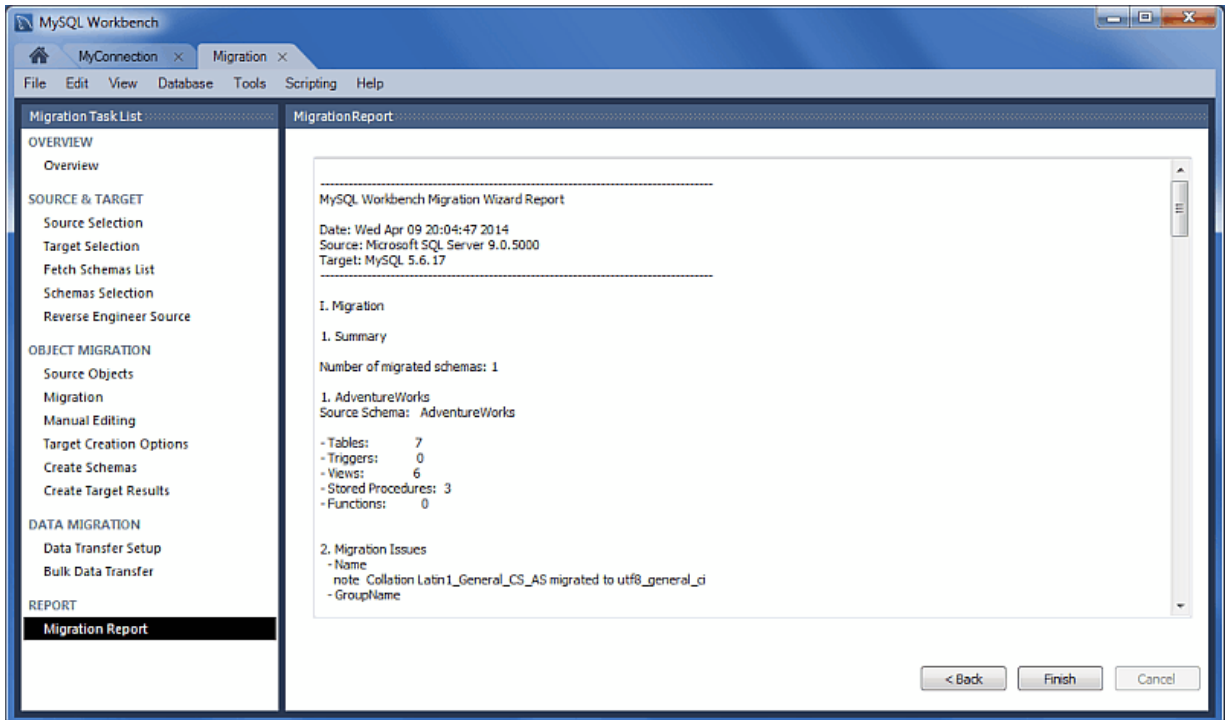 MySQL Workbench
MyConnection
Migration
File Edit View Database Tools Scripting Help
Migration Task List
OVERVIEW
Overview
SOURCE & TARGET
Source Selection
Target Selection
Fetch Schemas List
Schemas Selection
Reverse Engineer Source
OBJECT MIGRATION
Source Objects
Migration
Manual Editing
Target Creation Options
Create Schemas
Create Target Results
DATA MIGRATION
Data Transfer Setup
Bulk Data Transfer
REPORT
Migration Report
MigrationReport
MySQL Workbench Migration Wizard Report
Date: Wed Apr 09 20:04:47 2014
Source: Microsoft SQL Server 9.0.5000
Target: MySQL 5.6.17
I. Migration
1. Summary
Number of migrated schemas: 1
1. AdventureWorks
Source Schema: AdventureWorks
- Tables: 7
- Triggers: 0
- Views: 6
- Stored Procedures: 3
- Functions: 0
2. Migration Issues
- Name
note Collation Latin1_General_CS_AS migrated to utf8_general_ci
- GroupName
< Back Finish Cancel